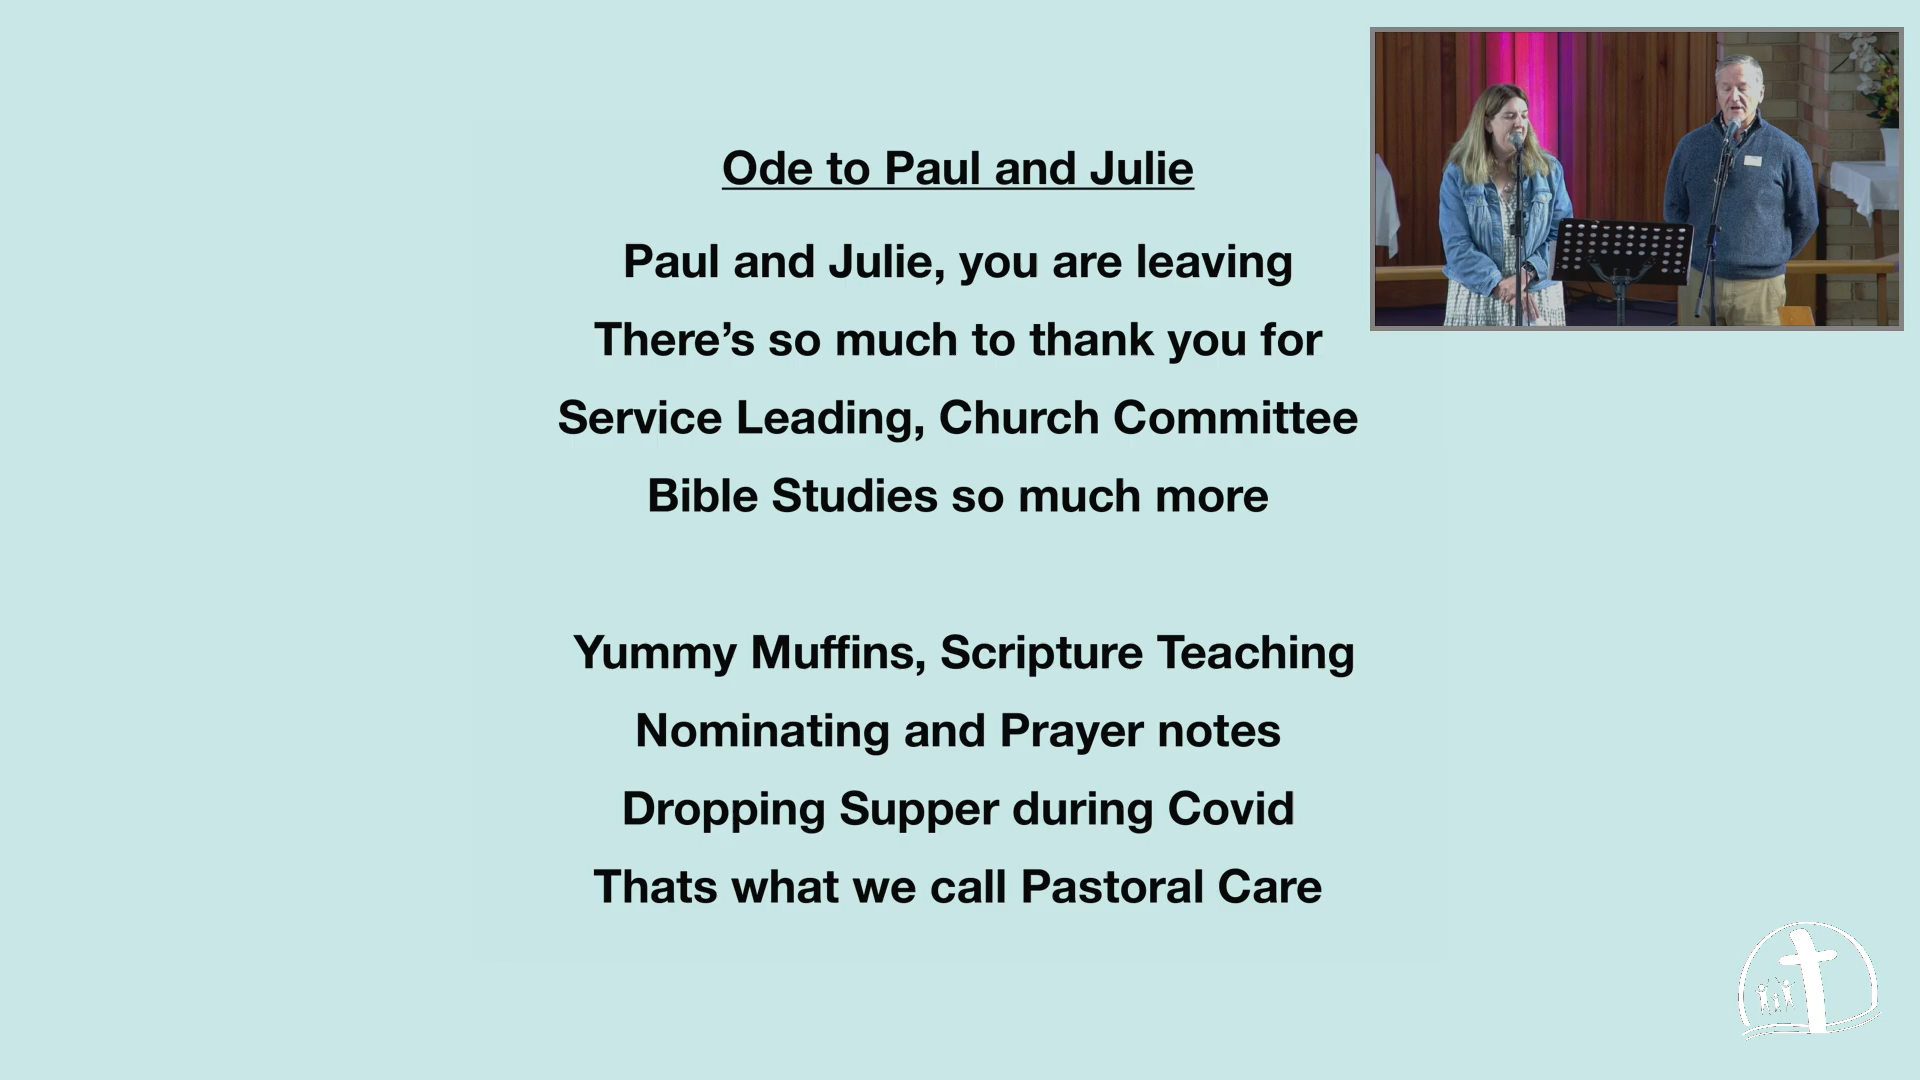 Ode to Paul and Julie
Paul and Julie, you are leaving
There’s so much to thank you for
Service Leading, Church Committee
Bible Studies so much more
Yummy Muffins, Scripture Teaching
Nominating and Prayer notes
Dropping Supper during Covid
Thats what we call Pastoral Care